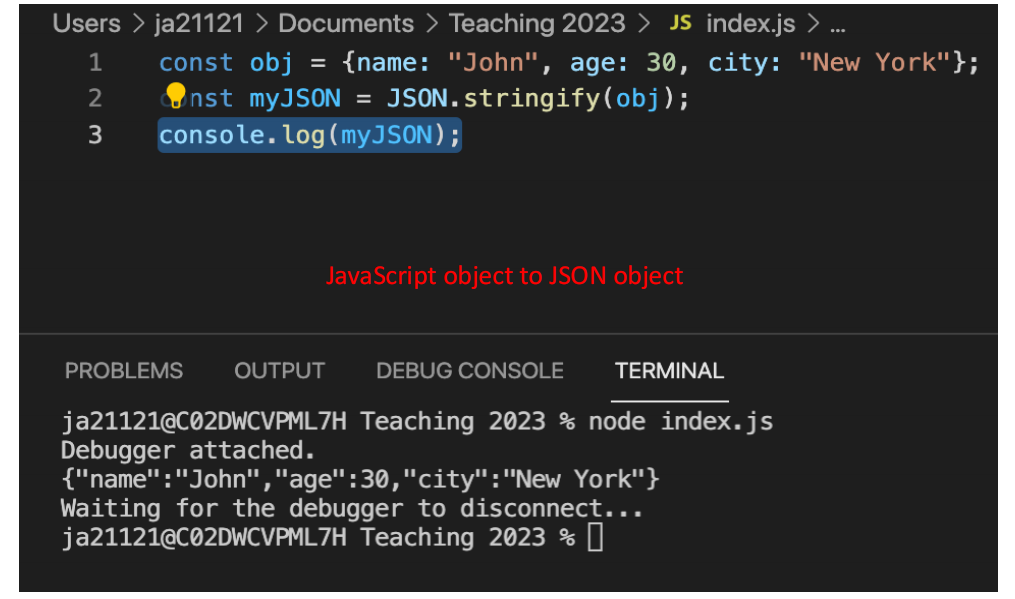 Users > ja21121 > Documents > Teaching 2023 > JS index.js > ...
1 const obj = {name: "John", age: 30, city: "New York"};
2 const myJSON = JSON.stringify(obj);
3 console.log(myJSON);
JavaScript object to JSON object
PROBLEMS OUTPUT DEBUG CONSOLE TERMINAL
ja21121@C02DWCVPML7H Teaching 2023 % node index.js
Debugger attached.
{"name":"John","age":30,"city":"New York"}
Waiting for the debugger to disconnect...
ja21121@C02DWCVPML7H Teaching 2023 %